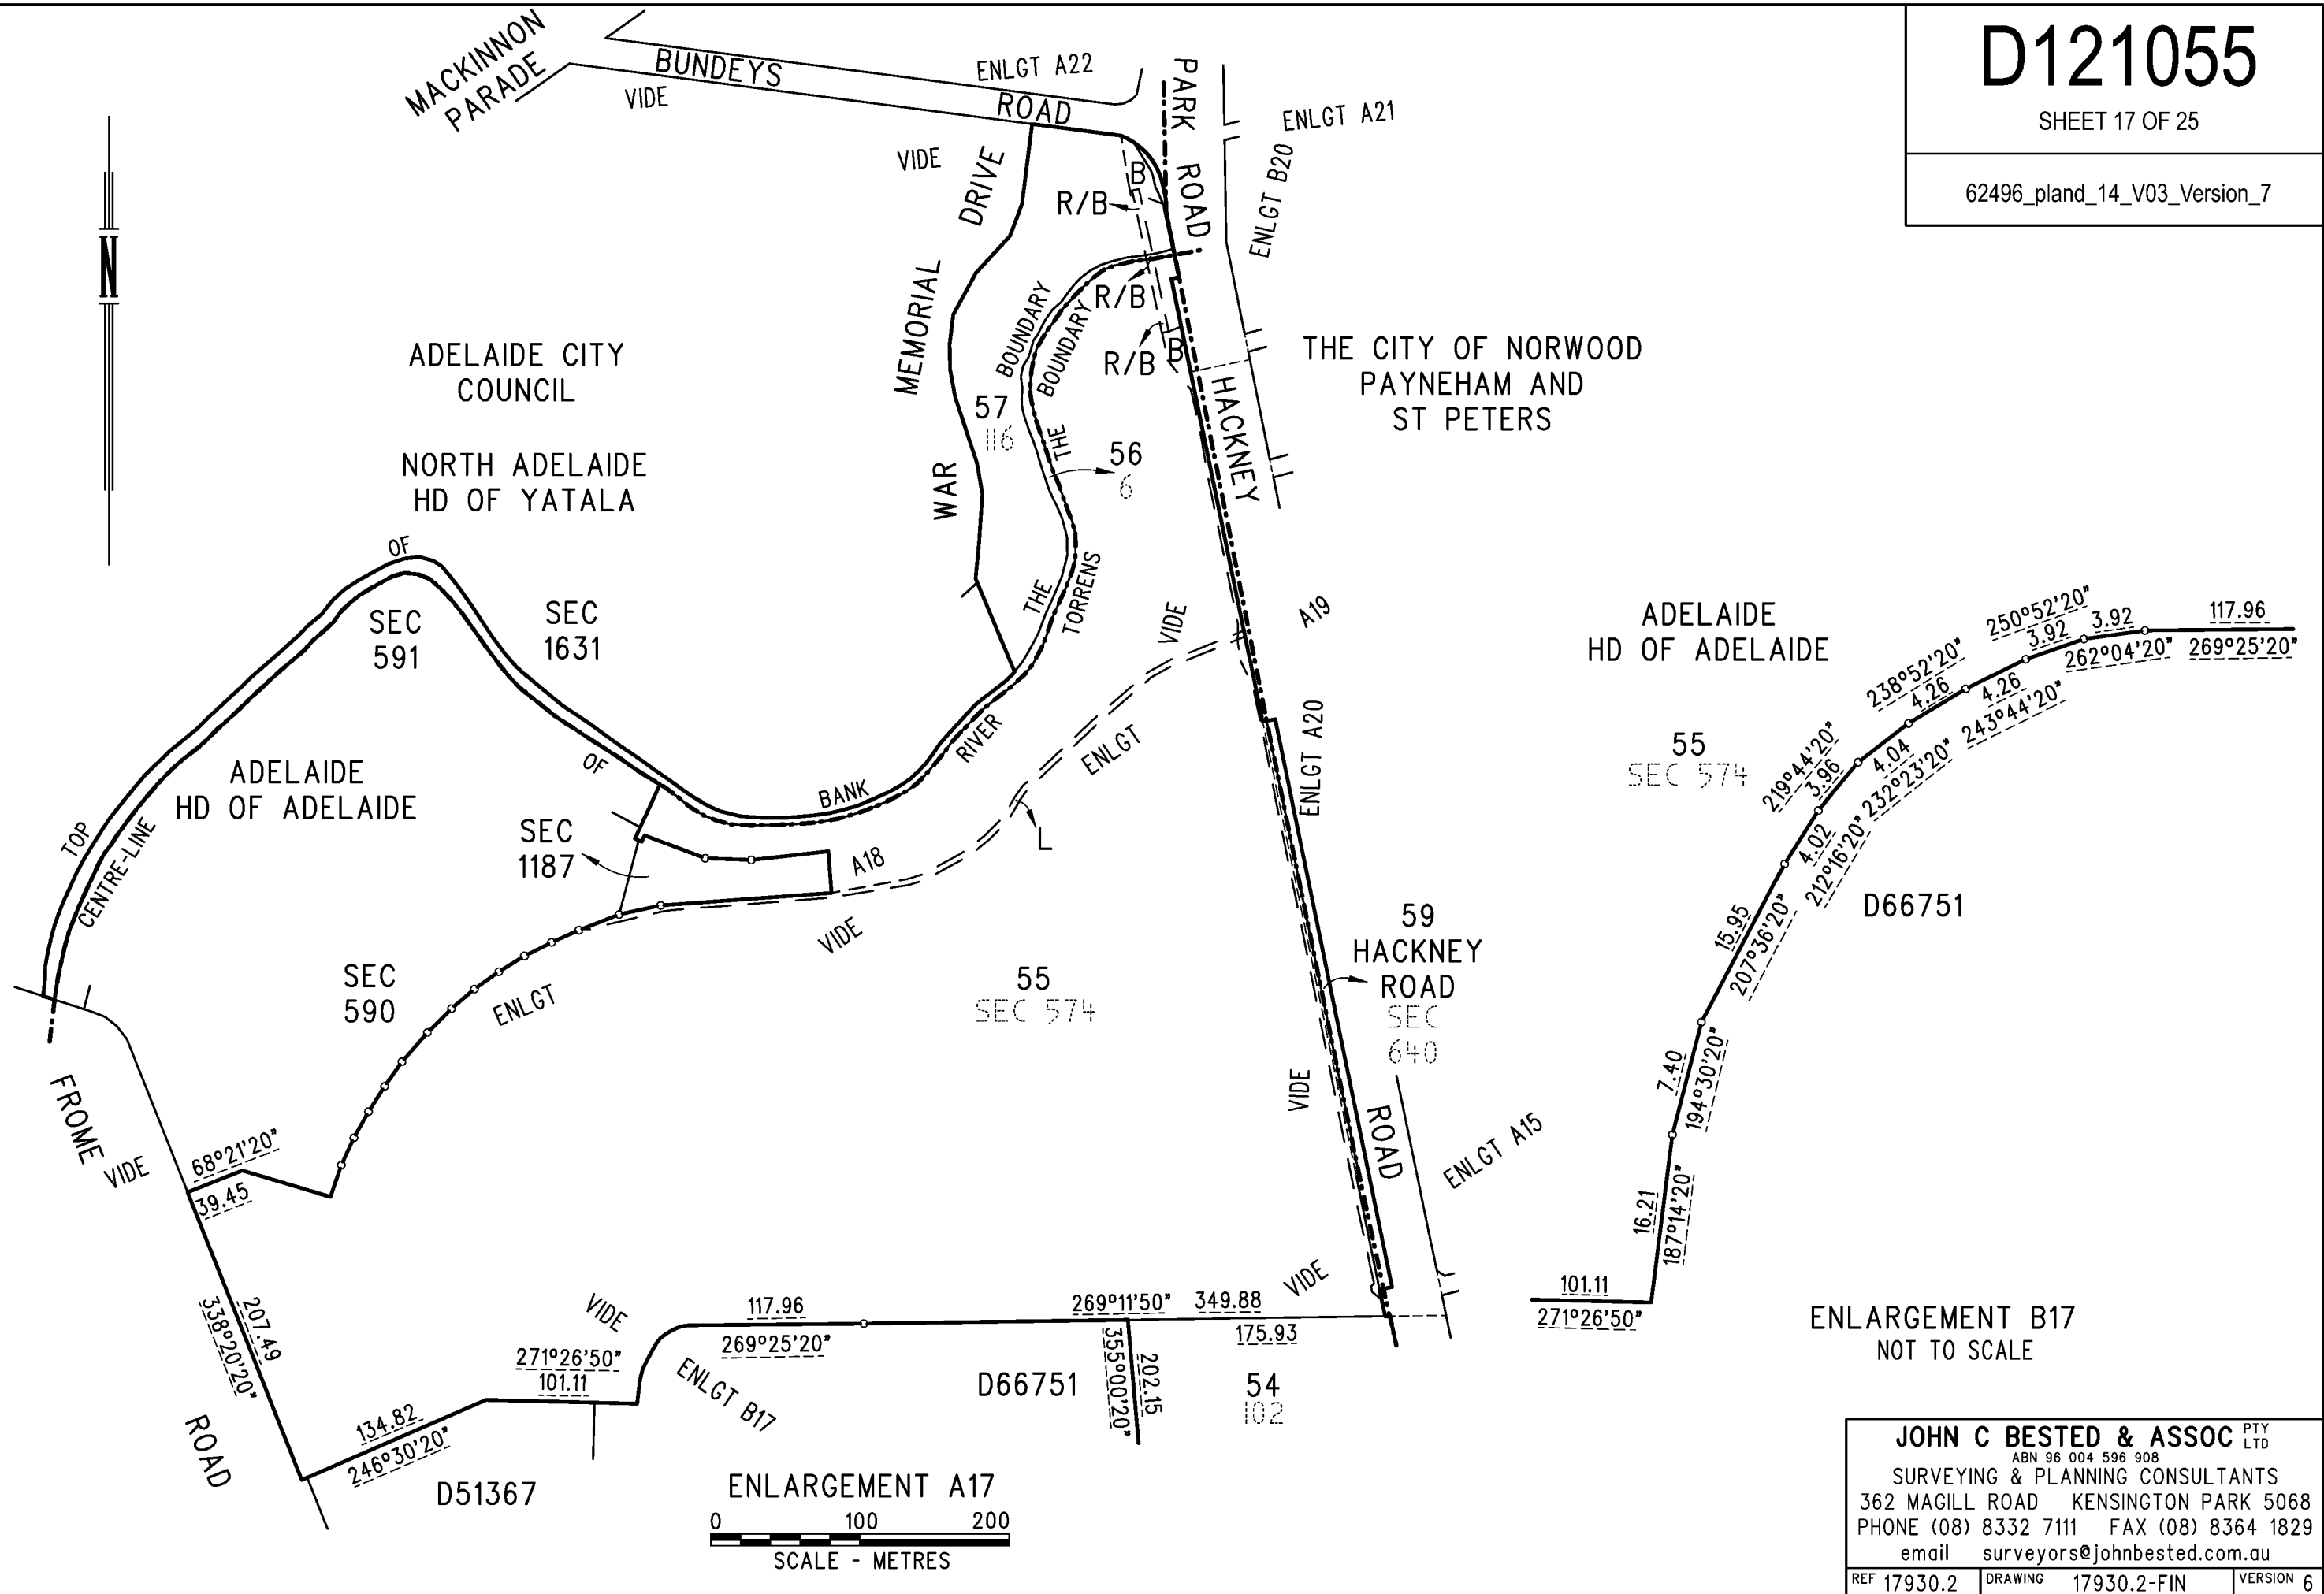 D121055
SHEET 17 OF 25
62496_pland_14_V03_Version_7
MACKINNON
PARADE
BUNDEYS
ROAD
VIDE
ENLGT A22
PARK
ROAD
ENLGT A21
ENLGT B20
VIDE
DRIVE
MEMORIAL
WAR
B
R/B
R/B
R/B
B
N
ADELAIDE CITY
COUNCIL
NORTH ADELAIDE
HD OF YATALA
BOUNDARY
BOUNDARY
57
116
THE
56
6
HACKNEY
THE CITY OF NORWOOD
PAYNEHAM AND
ST PETERS
OF
SEC
591
SEC
1631
THE
TORRENS
VIDE
A19
ADELAIDE
HD OF ADELAIDE
TOP
CENTRE-LINE
OF
BANK
RIVER
ENLGT
ENLGT A20
L
SEC
1187
A18
VIDE
SEC
590
ENLGT
55
SEC 574
59
HACKNEY
ROAD
SEC
640
VIDE
ROAD
ENLGT A15
FROME
VIDE
68°21'20"
39.45
207.49
338°20'20"
ROAD
134.82
246°30'20"
D51367
271°26'50"
101.11
VIDE
ENLGT B17
117.96
269°25'20"
269°11'50"
349.88
175.93
VIDE
355°00'20"
202.15
D66751
54
102
ENLARGEMENT A17
0 100 200
SCALE - METRES
ADELAIDE
HD OF ADELAIDE
55
SEC 574
117.96
269°25'20"
3.92
262°04'20"
250°52'20"
3.92
4.26
243°44'20"
238°52'20"
4.26
4.04
232°23'20"
219°44'20"
3.96
4.02
212°16'20"
15.95
207°36'20"
7.40
194°30'20"
16.21
187°14'20"
101.11
271°26'50"
D66751
ENLARGEMENT B17
NOT TO SCALE
JOHN C BESTED & ASSOC PTY LTD
ABN 96 004 596 908
SURVEYING & PLANNING CONSULTANTS
362 MAGILL ROAD KENSINGTON PARK 5068
PHONE (08) 8332 7111 FAX (08) 8364 1829
email surveyors@johnbested.com.au
REF 17930.2 DRAWING 17930.2-FIN VERSION 6